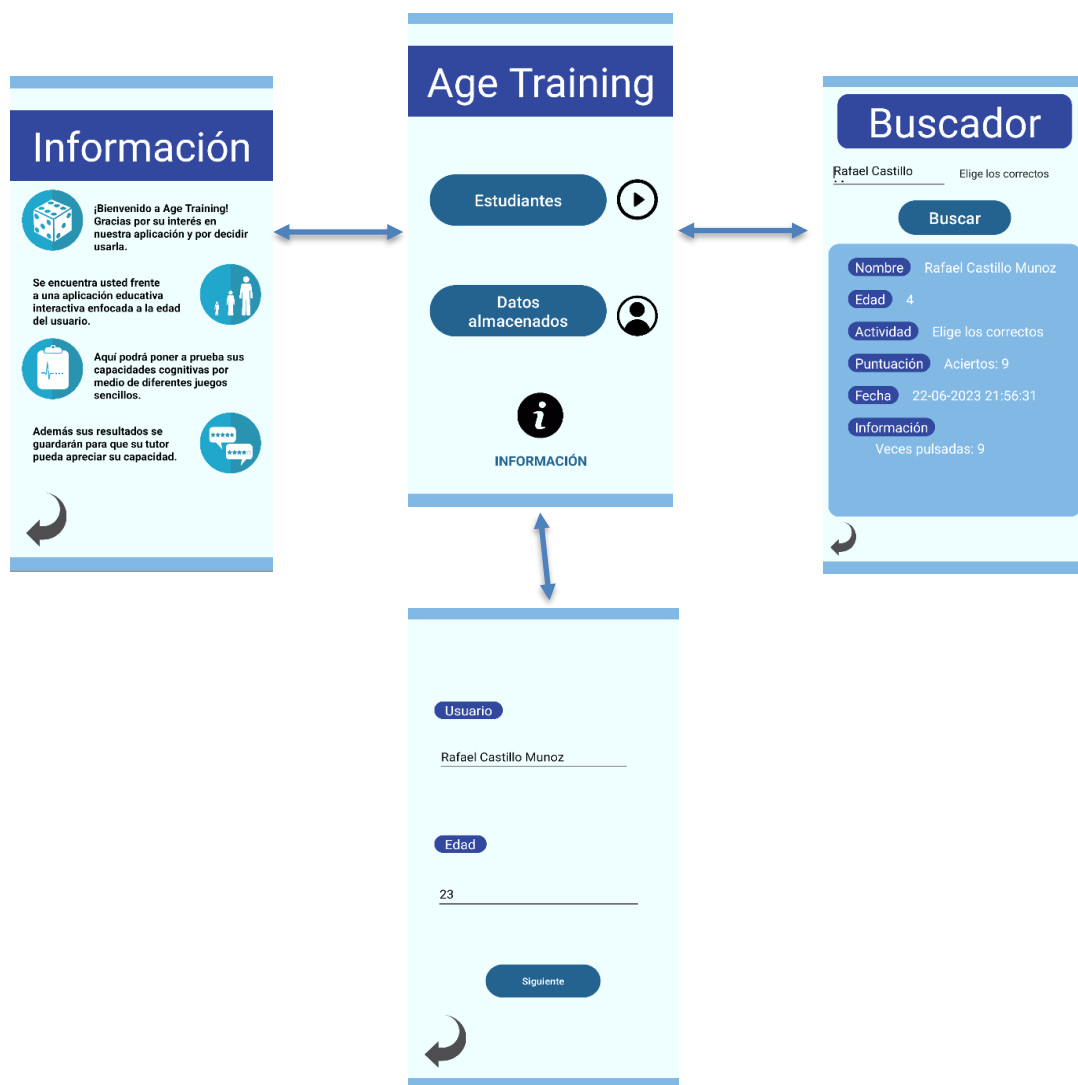 Información
¡Bienvenido a Age Training!
Gracias por su interés en
nuestra aplicación y por decidir
usarla.
Se encuentra usted frente
a una aplicación educativa
interactiva enfocada a la edad
del usuario.
Aquí podrá poner a prueba sus
capacidades cognitivas por
medio de diferentes juegos
sencillos.
Además sus resultados se
guardarán para que su tutor
pueda apreciar su capacidad.
Age Training
Estudiantes
Datos
almacenados
i
INFORMACIÓN
Buscador
Rafael Castillo
Elige los correctos
Buscar
Nombre Rafael Castillo Munoz
Edad 4
Actividad Elige los correctos
Puntuación Aciertos: 9
Fecha 22-06-2023 21:56:31
Información
Veces pulsadas: 9
Usuario
Rafael Castillo Munoz
Edad
23
Siguiente